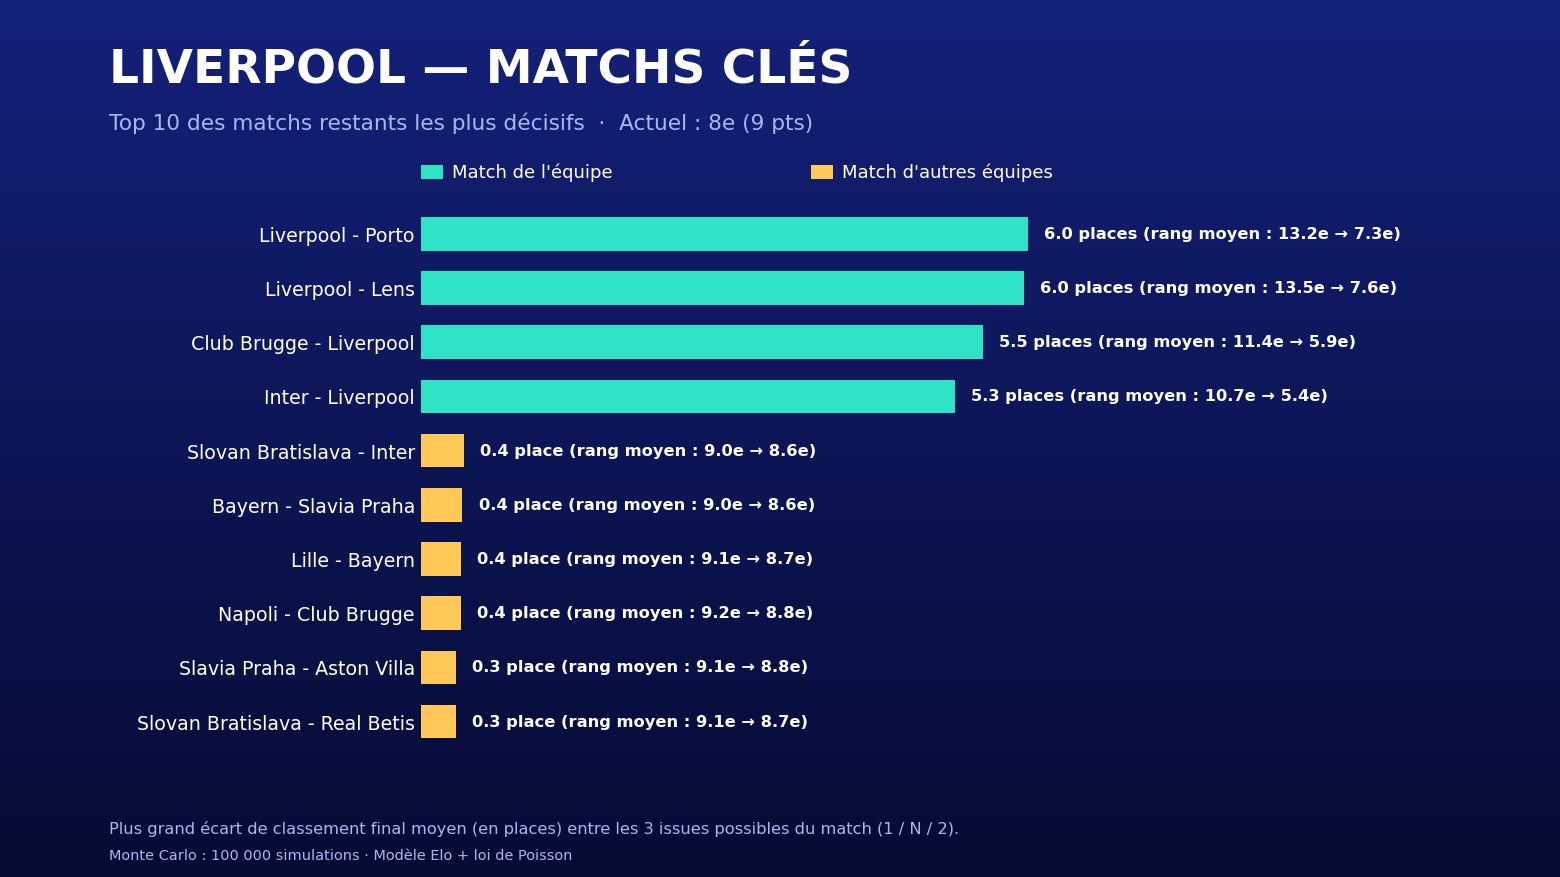 LIVERPOOL — MATCHS CLÉS
Top 10 des matchs restants les plus décisifs · Actuel : 8e (9 pts)
Match de l'équipe
Match d'autres équipes
Liverpool - Porto 6.0 places (rang moyen : 13.2e → 7.3e)
Liverpool - Lens 6.0 places (rang moyen : 13.5e → 7.6e)
Club Brugge - Liverpool 5.5 places (rang moyen : 11.4e → 5.9e)
Inter - Liverpool 5.3 places (rang moyen : 10.7e → 5.4e)
Slovan Bratislava - Inter 0.4 place (rang moyen : 9.0e → 8.6e)
Bayern - Slavia Praha 0.4 place (rang moyen : 9.0e → 8.6e)
Lille - Bayern 0.4 place (rang moyen : 9.1e → 8.7e)
Napoli - Club Brugge 0.4 place (rang moyen : 9.2e → 8.8e)
Slavia Praha - Aston Villa 0.3 place (rang moyen : 9.1e → 8.8e)
Slovan Bratislava - Real Betis 0.3 place (rang moyen : 9.1e → 8.7e)
Plus grand écart de classement final moyen (en places) entre les 3 issues possibles du match (1 / N / 2).
Monte Carlo : 100 000 simulations · Modèle Elo + loi de Poisson